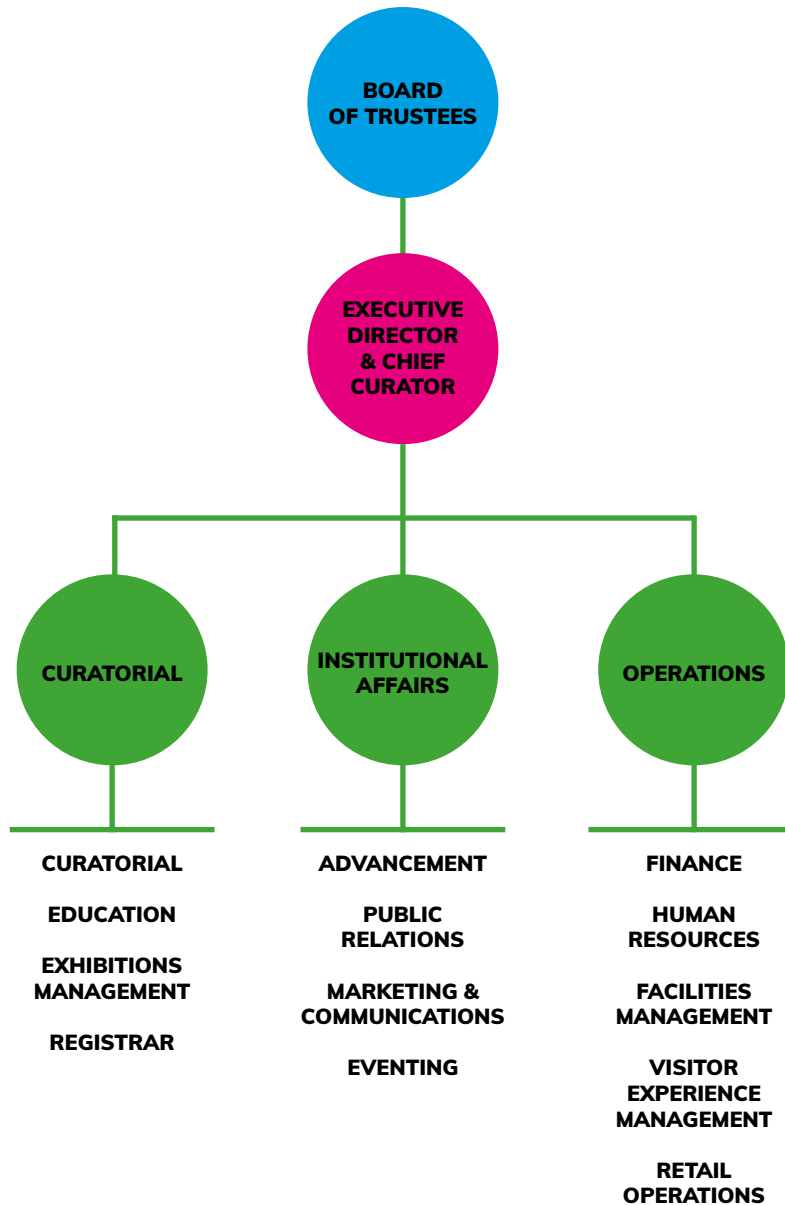 BOARD
OF TRUSTEES
EXECUTIVE
DIRECTOR
& CHIEF
CURATOR
CURATORIAL
INSTITUTIONAL
AFFAIRS
OPERATIONS
CURATORIAL
EDUCATION
EXHIBITIONS
MANAGEMENT
REGISTRAR
ADVANCEMENT
PUBLIC
RELATIONS
MARKETING &
COMMUNICATIONS
EVENTING
FINANCE
HUMAN
RESOURCES
FACILITIES
MANAGEMENT
VISITOR
EXPERIENCE
MANAGEMENT
RETAIL
OPERATIONS